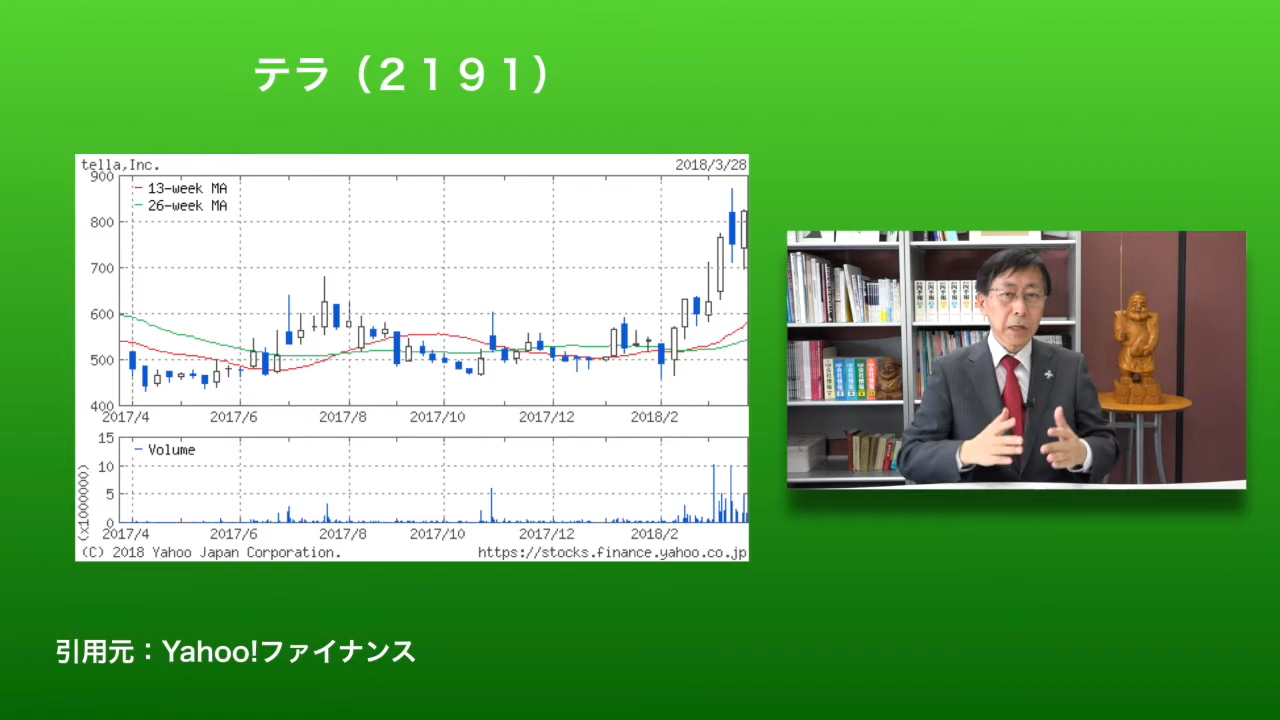 テラ（２１９１）
tella,Inc.
2018/3/28
13-week MA
26-week MA
900
800
700
600
500
400
2017/4
2017/6
2017/8
2017/10
2017/12
2018/2
Volume
15
10
5
0
(x1000000)
2017/4
2017/6
2017/8
2017/10
2017/12
2018/2
(C) 2018 Yahoo Japan Corporation.
https://stocks.finance.yahoo.co.jp
引用元：Yahoo!ファイナンス